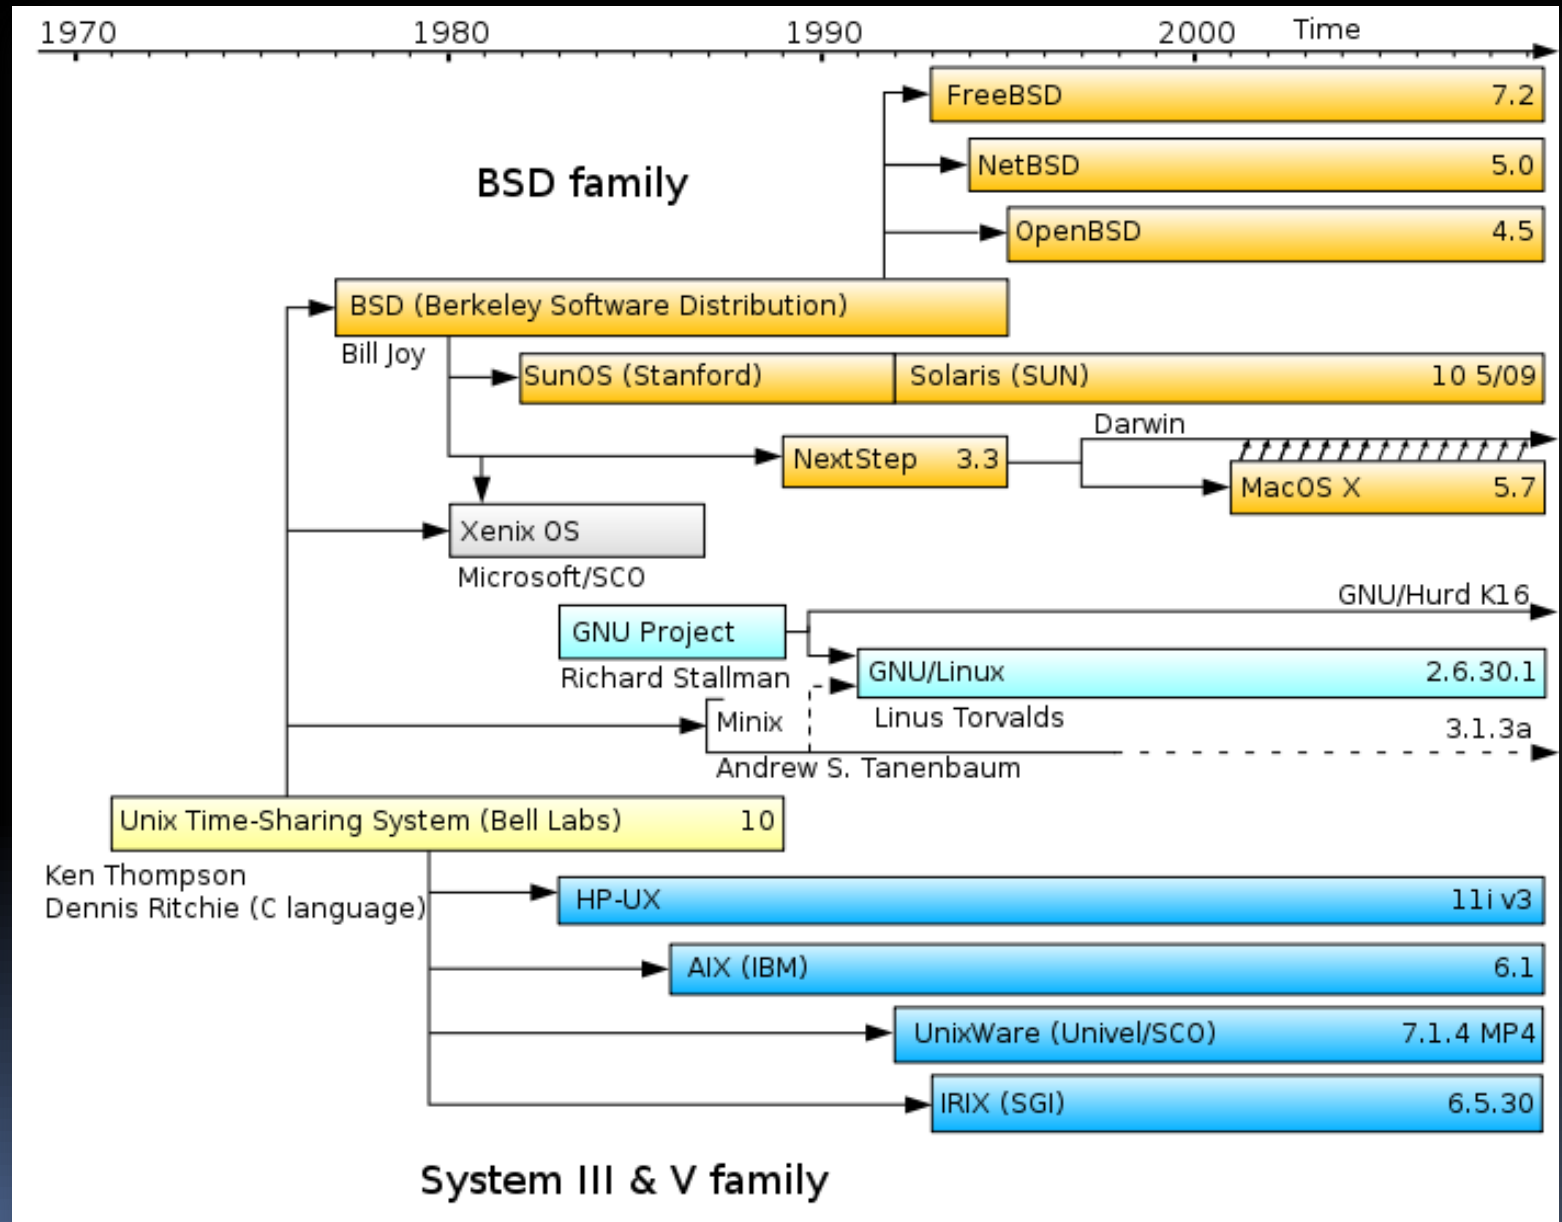 1970 1980 1990 2000 Time
FreeBSD 7.2
NetBSD 5.0
BSD family
OpenBSD 4.5
BSD (Berkeley Software Distribution)
Bill Joy
SunOS (Stanford) Solaris (SUN) 10 5/09
Darwin
NextStep 3.3
MacOS X 5.7
Xenix OS
Microsoft/SCO
GNU/Hurd K16
GNU Project
Richard Stallman
GNU/Linux 2.6.30.1
Linus Torvalds
Minix
3.1.3a
Andrew S. Tanenbaum
Unix Time-Sharing System (Bell Labs) 10
Ken Thompson
Dennis Ritchie (C language)
HP-UX 11i v3
AIX (IBM) 6.1
UnixWare (Univel/SCO) 7.1.4 MP4
IRIX (SGI) 6.5.30
System III & V family